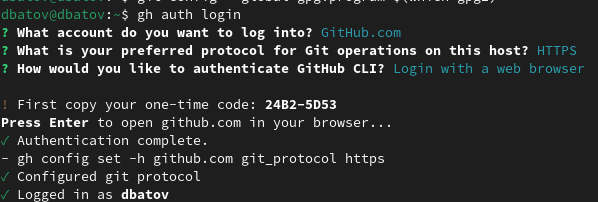 dbatov@dbatov:~$ gh auth login
? What account do you want to log into? GitHub.com
? What is your preferred protocol for Git operations on this host? HTTPS
? How would you like to authenticate GitHub CLI? Login with a web browser
! First copy your one-time code: 24B2-5D53
Press Enter to open github.com in your browser...
✓ Authentication complete.
- gh config set -h github.com git_protocol https
✓ Configured git protocol
✓ Logged in as dbatov